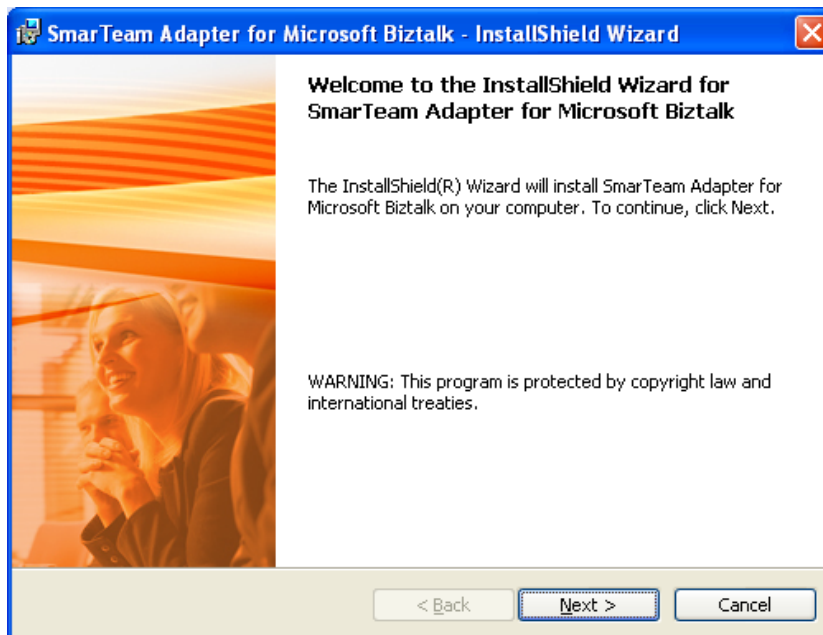 SmarTeam Adapter for Microsoft Biztalk - InstallShield Wizard
Welcome to the InstallShield Wizard for
SmarTeam Adapter for Microsoft Biztalk
The InstallShield(R) Wizard will install SmarTeam Adapter for
Microsoft Biztalk on your computer. To continue, click Next.
WARNING: This program is protected by copyright law and
international treaties.
< Back
Next >
Cancel